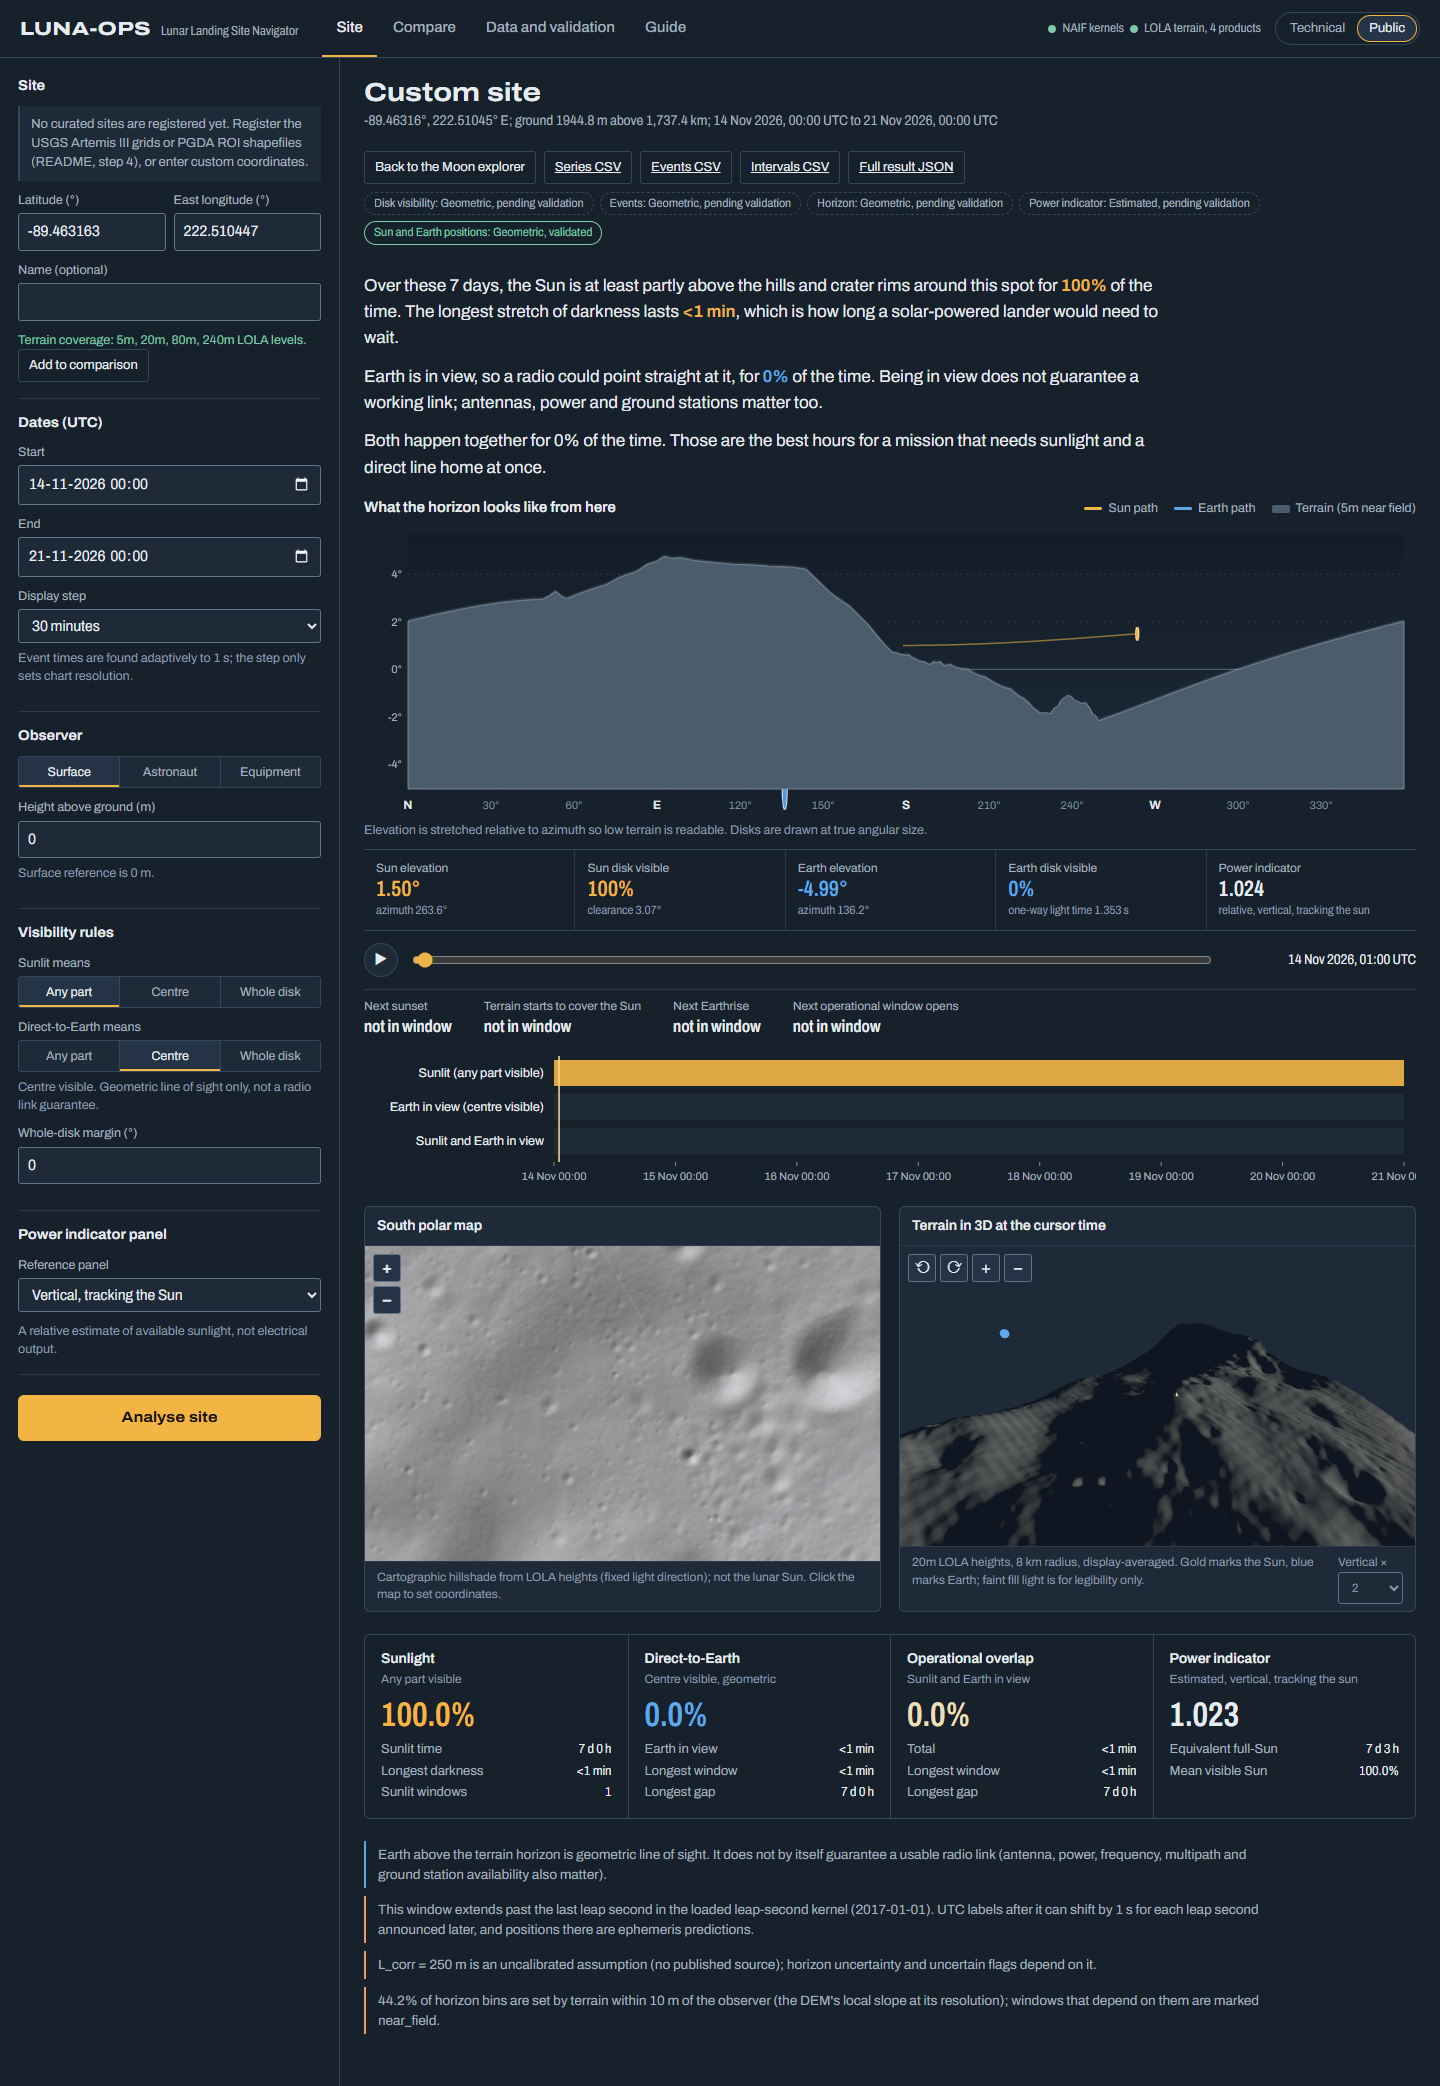 LUNA-OPS Lunar Landing Site Navigator
Site Compare Data and validation Guide
NAIF kernels LOLA terrain, 4 products
Technical Public
Site
No curated sites are registered yet. Register the
USGS Artemis III grids or PGDA ROI shapefiles
(README, step 4), or enter custom coordinates.
Latitude (°) East longitude (°)
-89.463163 222.510447
Name (optional)
Terrain coverage: 5m, 20m, 80m, 240m LOLA levels.
Add to comparison
Dates (UTC)
Start
14-11-2026 00:00
End
21-11-2026 00:00
Display step
30 minutes
Event times are found adaptively to 1 s; the step only
sets chart resolution.
Observer
Surface Astronaut Equipment
Height above ground (m)
0
Surface reference is 0 m.
Visibility rules
Sunlit means
Any part Centre Whole disk
Direct-to-Earth means
Any part Centre Whole disk
Centre visible. Geometric line of sight only, not a radio
link guarantee.
Whole-disk margin (°)
0
Power indicator panel
Reference panel
Vertical, tracking the Sun
A relative estimate of available sunlight, not electrical
output.
Analyse site
Custom site
-89.46316°, 222.51045° E; ground 1944.8 m above 1,737.4 km; 14 Nov 2026, 00:00 UTC to 21 Nov 2026, 00:00 UTC
Back to the Moon explorer Series CSV Events CSV Intervals CSV Full result JSON
Disk visibility: Geometric, pending validation Events: Geometric, pending validation Horizon: Geometric, pending validation Power indicator: Estimated, pending validation
Sun and Earth positions: Geometric, validated
Over these 7 days, the Sun is at least partly above the hills and crater rims around this spot for 100% of the
time. The longest stretch of darkness lasts <1 min, which is how long a solar-powered lander would need to
wait.
Earth is in view, so a radio could point straight at it, for 0% of the time. Being in view does not guarantee a
working link; antennas, power and ground stations matter too.
Both happen together for 0% of the time. Those are the best hours for a mission that needs sunlight and a
direct line home at once.
What the horizon looks like from here
Sun path Earth path Terrain (5m near field)
4°
2°
0°
-2°
-4°
N 30° 60° E 120° 150° S 210° 240° W 300° 330°
Elevation is stretched relative to azimuth so low terrain is readable. Disks are drawn at true angular size.
Sun elevation Sun disk visible Earth elevation Earth disk visible Power indicator
1.50° 100% -4.99° 0% 1.024
azimuth 263.6° clearance 3.07° azimuth 136.2° one-way light time 1.353 s relative, vertical, tracking the sun
14 Nov 2026, 01:00 UTC
Next sunset Terrain starts to cover the Sun Next Earthrise Next operational window opens
not in window not in window not in window not in window
Sunlit (any part visible)
Earth in view (centre visible)
Sunlit and Earth in view
14 Nov 00:00 15 Nov 00:00 16 Nov 00:00 17 Nov 00:00 18 Nov 00:00 19 Nov 00:00 20 Nov 00:00 21 Nov 0
South polar map
+
−
Cartographic hillshade from LOLA heights (fixed light direction); not the lunar Sun. Click the
map to set coordinates.
Terrain in 3D at the cursor time
+ −
20m LOLA heights, 8 km radius, display-averaged. Gold marks the Sun, blue
marks Earth; faint fill light is for legibility only.
Vertical ×
2
Sunlight
Any part visible
100.0%
Sunlit time 7 d 0 h
Longest darkness <1 min
Sunlit windows 1
Direct-to-Earth
Centre visible, geometric
0.0%
Earth in view <1 min
Longest window <1 min
Longest gap 7 d 0 h
Operational overlap
Sunlit and Earth in view
0.0%
Total <1 min
Longest window <1 min
Longest gap 7 d 0 h
Power indicator
Estimated, vertical, tracking the sun
1.023
Equivalent full-Sun 7 d 3 h
Mean visible Sun 100.0%
Earth above the terrain horizon is geometric line of sight. It does not by itself guarantee a usable radio link (antenna, power, frequency, multipath and
ground station availability also matter).
This window extends past the last leap second in the loaded leap-second kernel (2017-01-01). UTC labels after it can shift by 1 s for each leap second
announced later, and positions there are ephemeris predictions.
L_corr = 250 m is an uncalibrated assumption (no published source); horizon uncertainty and uncertain flags depend on it.
44.2% of horizon bins are set by terrain within 10 m of the observer (the DEM's local slope at its resolution); windows that depend on them are marked
near_field.